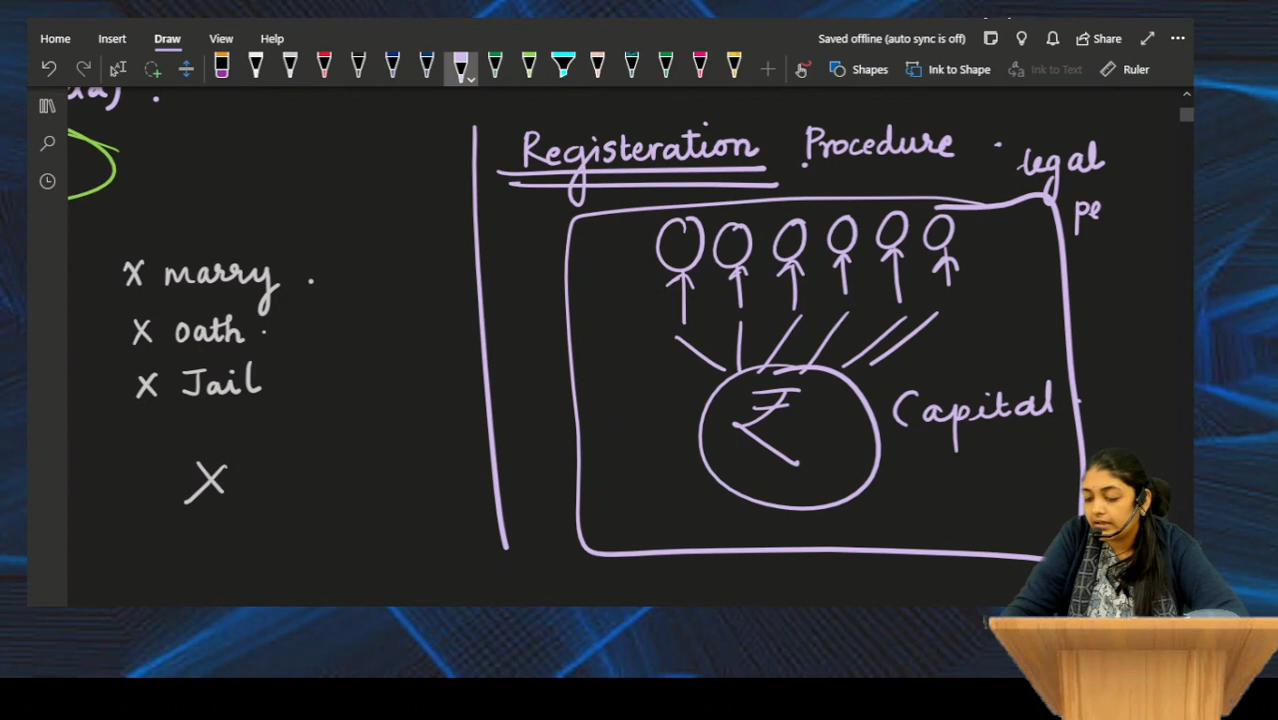 Home Insert Draw View Help Saved offline (auto sync is off) Share
Shapes Ink to Shape Ink to Text Ruler
Registeration Procedure .
legal
pe
X marry .
X oath .
X Jail
X
₹
Capital